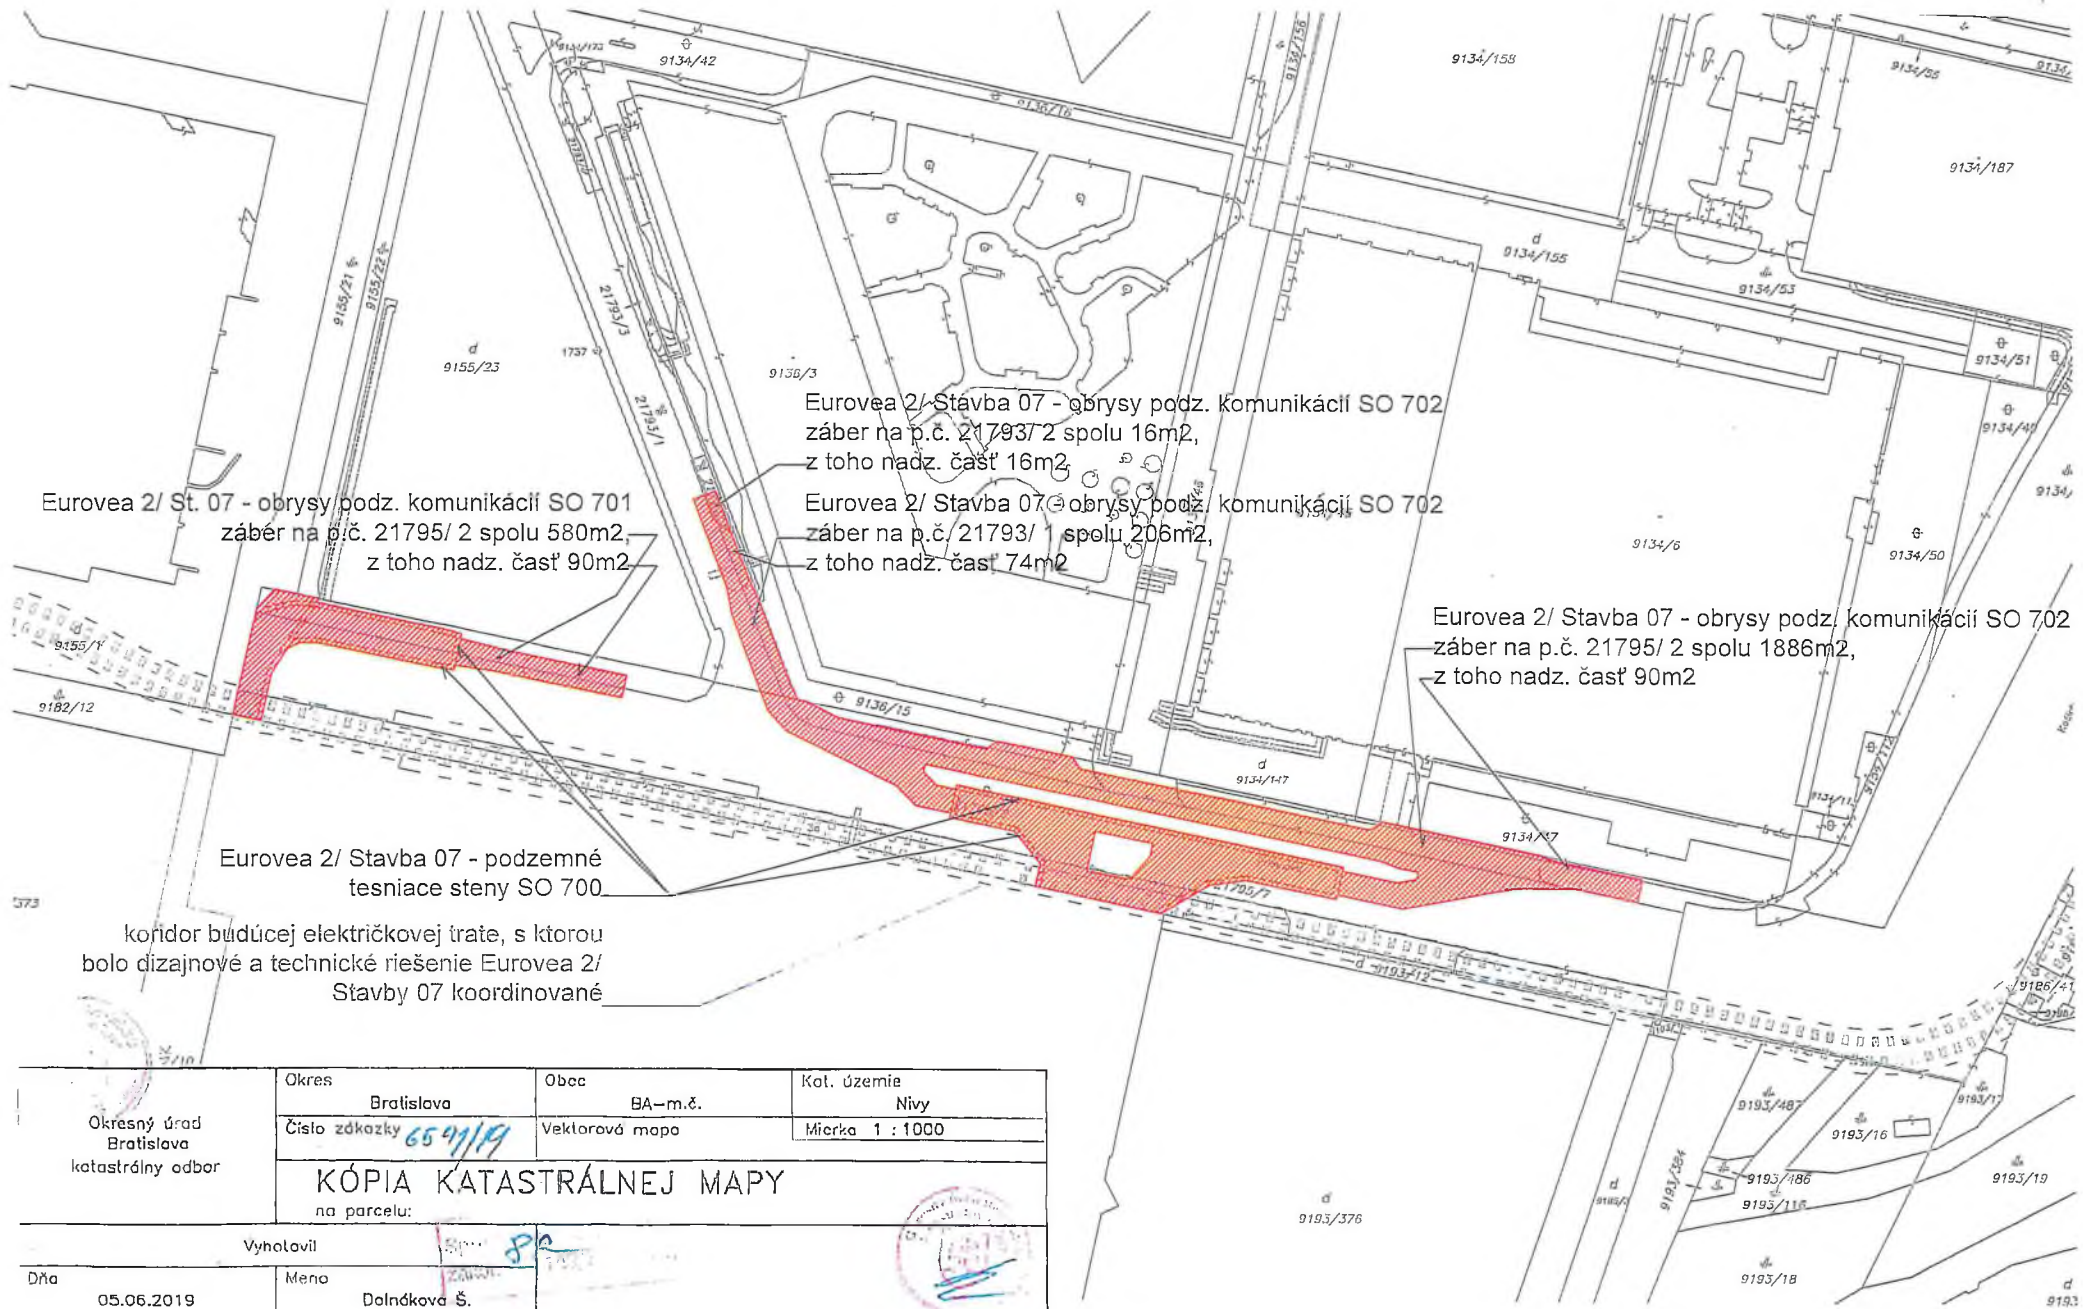 9134/42
9136/16
9134/156
9134/158
9134/55
9134/187
9155/21
9155/22
21793/3
d
9134/155
9134/53
9134/51
d
9155/23
1737
9136/3
21793/1
Eurovea 2/ Stavba 07 - obrysy podz. komunikácií SO 702
záber na p.č. 21793/ 2 spolu 16m2,
z toho nadz. časť 16m2
Eurovea 2/ St. 07 - obrysy podz. komunikácií SO 701
záber na p.č. 21795/ 2 spolu 580m2,
z toho nadz. časť 90m2
Eurovea 2/ Stavba 07 - obrysy podz. komunikácií SO 702
záber na p.č. 21793/ 1 spolu 206m2,
z toho nadz. časť 74m2
9134/6
9134/50
Eurovea 2/ Stavba 07 - obrysy podz. komunikácií SO 702
záber na p.č. 21795/ 2 spolu 1886m2,
z toho nadz. časť 90m2
d
9155/1
9182/12
9136/15
d
9134/147
9134/112
Eurovea 2/ Stavba 07 - podzemné
tesniace steny SO 700
koridor budúcej električkovej trate, s ktorou
bolo dizajnové a technické riešenie Eurovea 2/
Stavby 07 koordinované
d 9193/12
9186/41
9193/487
9193/16
9193/17
9193/384
9193/486
9193/116
9193/19
d
9193/376
9193/18
d
Okresný úrad
Bratislava
katastrálny odbor
Okres
Bratislava
Obec
BA-m.č.
Kat. územie
Nivy
Číslo zákazky
Vektorová mapa
Mierka 1 : 1000
KÓPIA KATASTRÁLNEJ MAPY
na parcelu:
Vyhotovil
Dňa
05.06.2019
Meno
Dolnáková Š.